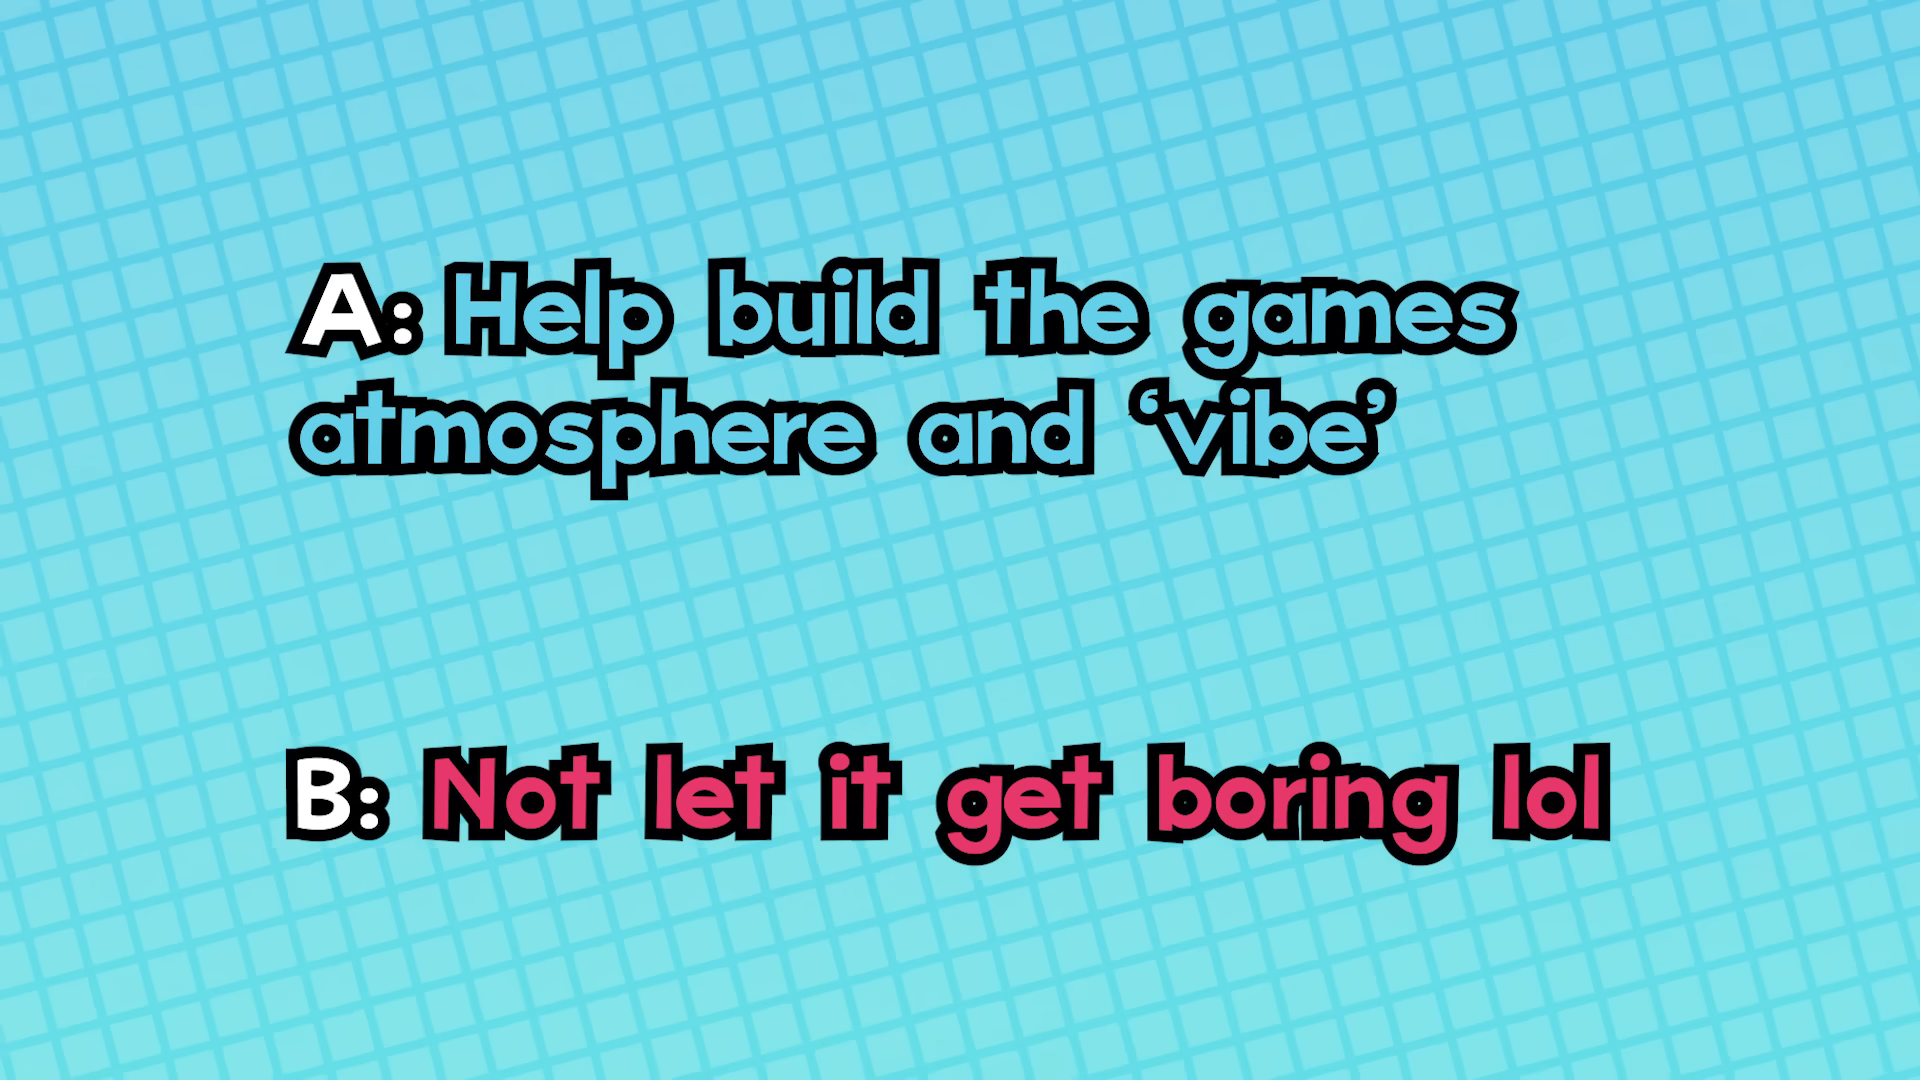 A: Help build the games
atmosphere and ‘vibe’
B: Not let it get boring lol